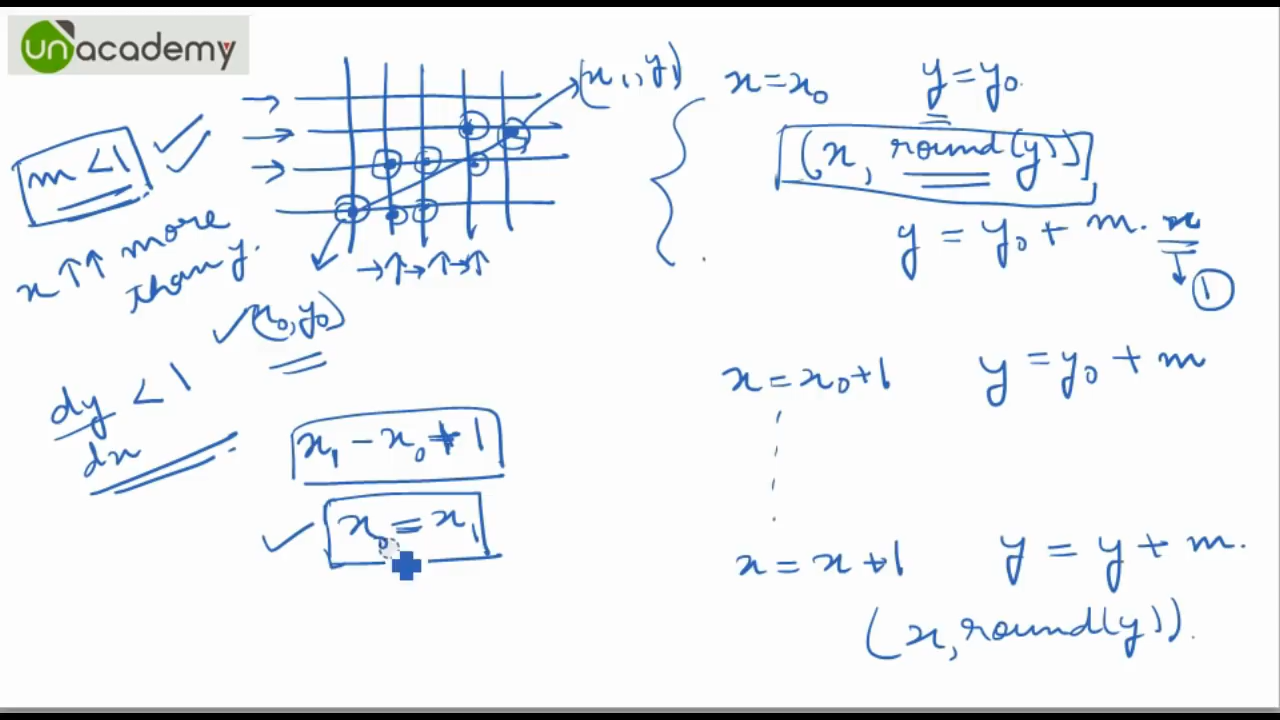 unacademy
m < 1
x ↑↑ more
than y.
dy/dx < 1
(x₁, y₁)
→ ↑ → ↑ → ↑
(x₀, y₀)
x₁ − x₀ + 1
x₀ = x₁
x = x₀ y = y₀.
(x, round(y))
y = y₀ + m. x
①
x = x₀ + 1 y = y₀ + m
x = x + 1 y = y + m.
(x, round(y)).